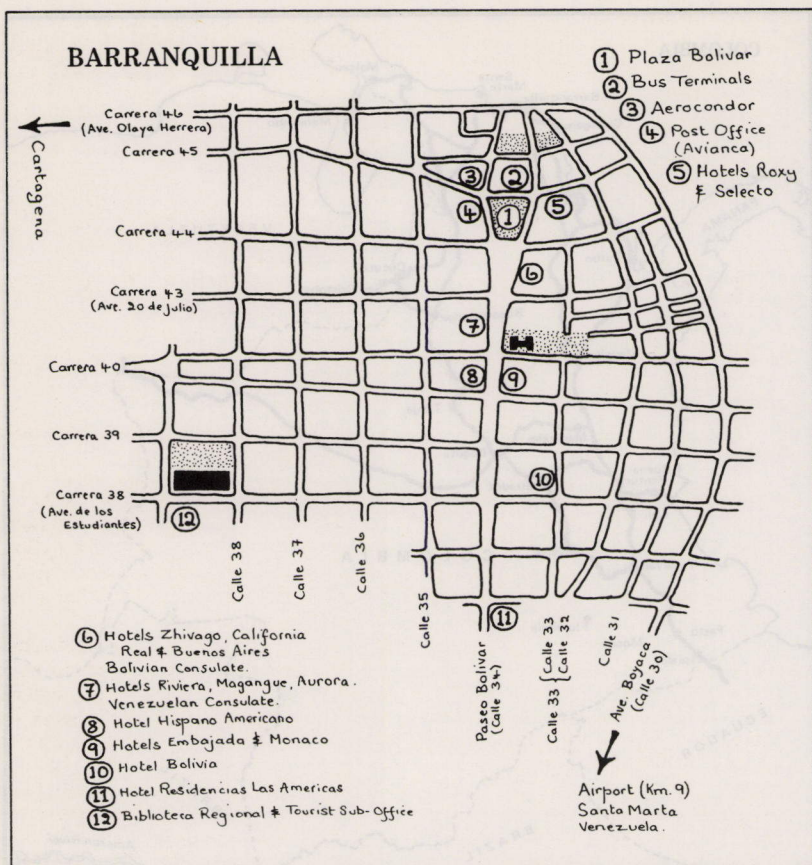 BARRANQUILLA
① Plaza Bolivar
② Bus Terminals
③ Aerocondor
④ Post Office
(Avianca)
⑤ Hotels Roxy
& Selecto
Carrera 46
(Ave. Olaya Herrera)
Cartagena
Carrera 45
Carrera 44
Carrera 43
(Ave. 20 de julio)
Carrera 40
Carrera 39
Carrera 38
(Ave. de los
Estudiantes)
③
②
④
①
⑤
⑥
⑦
⑧
⑨
⑩
⑫
⑪
Calle 38
Calle 37
Calle 36
Calle 35
Paseo Bolivar
(Calle 34)
Calle 33 { Calle 33
Calle 32
Calle 31
Ave. Boyaca
(Calle 30)
Airport (Km. 9)
Santa Marta
Venezuela.
⑥ Hotels Zhivago, California
Real & Buenos Aires
Bolivian Consulate.
⑦ Hotels Riviera, Magangue, Aurora.
Venezuelan Consulate.
⑧ Hotel Hispano Americano
⑨ Hotels Embajada & Monaco
⑩ Hotel Bolivia
⑪ Hotel Residencias Las Americas
⑫ Biblioteca Regional & Tourist Sub-Office